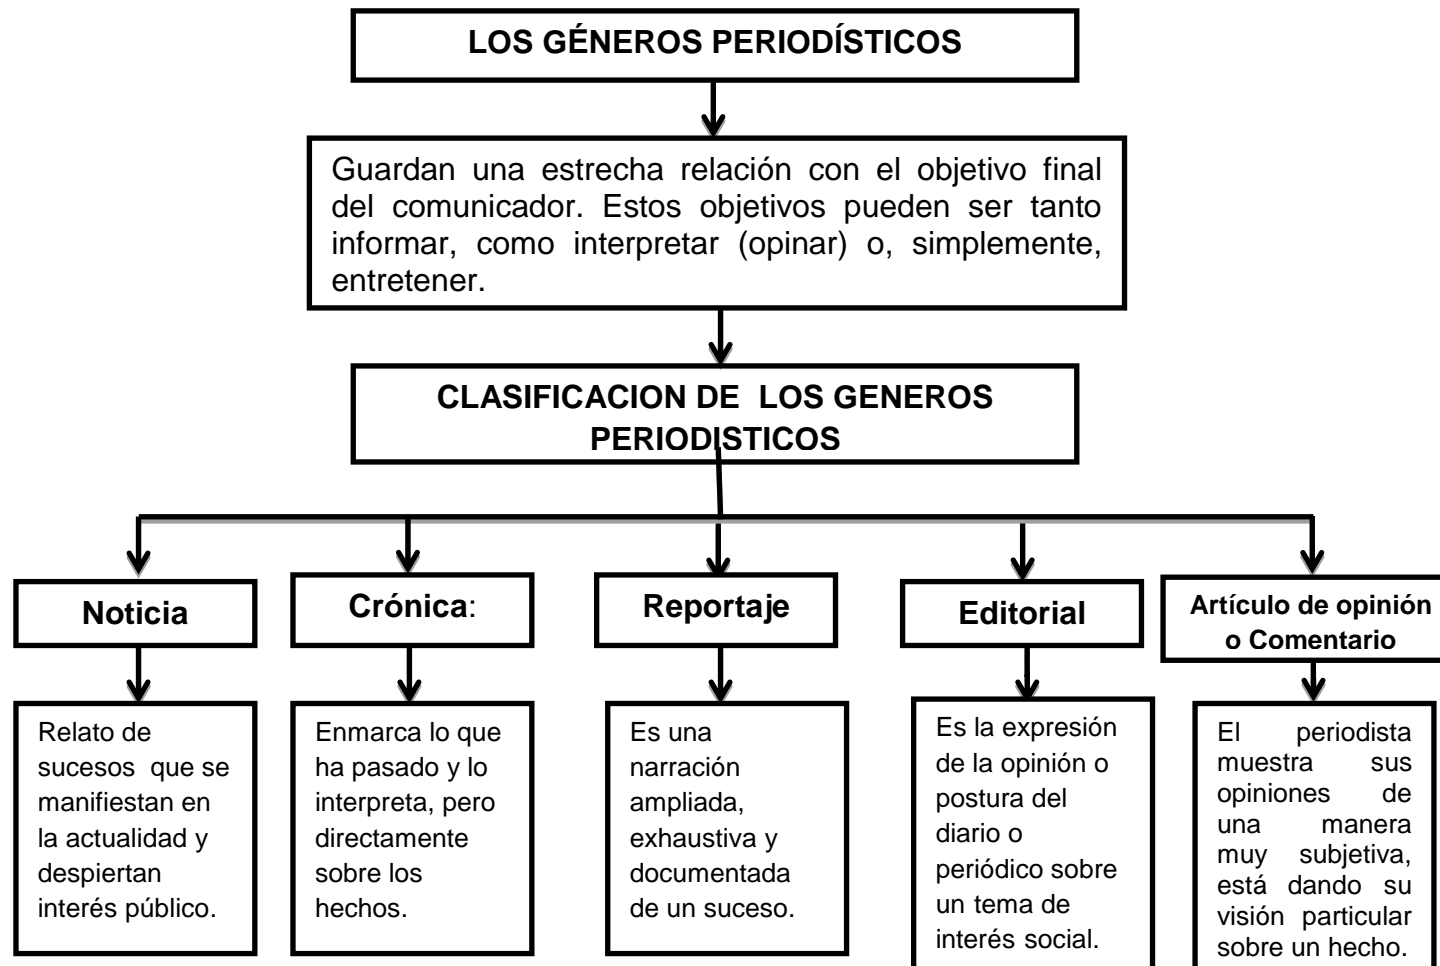 LOS GÉNEROS PERIODÍSTICOS
Guardan una estrecha relación con el objetivo final
del comunicador. Estos objetivos pueden ser tanto
informar, como interpretar (opinar) o, simplemente,
entretener.
CLASIFICACION DE LOS GENEROS
PERIODISTICOS
Noticia
Crónica:
Reportaje
Editorial
Artículo de opinión
o Comentario
Relato de
sucesos que se
manifiestan en
la actualidad y
despiertan
interés público.
Enmarca lo que
ha pasado y lo
interpreta, pero
directamente
sobre los
hechos.
Es una
narración
ampliada,
exhaustiva y
documentada
de un suceso.
Es la expresión
de la opinión o
postura del
diario o
periódico sobre
un tema de
interés social.
El periodista
muestra sus
opiniones de
una manera
muy subjetiva,
está dando su
visión particular
sobre un hecho.